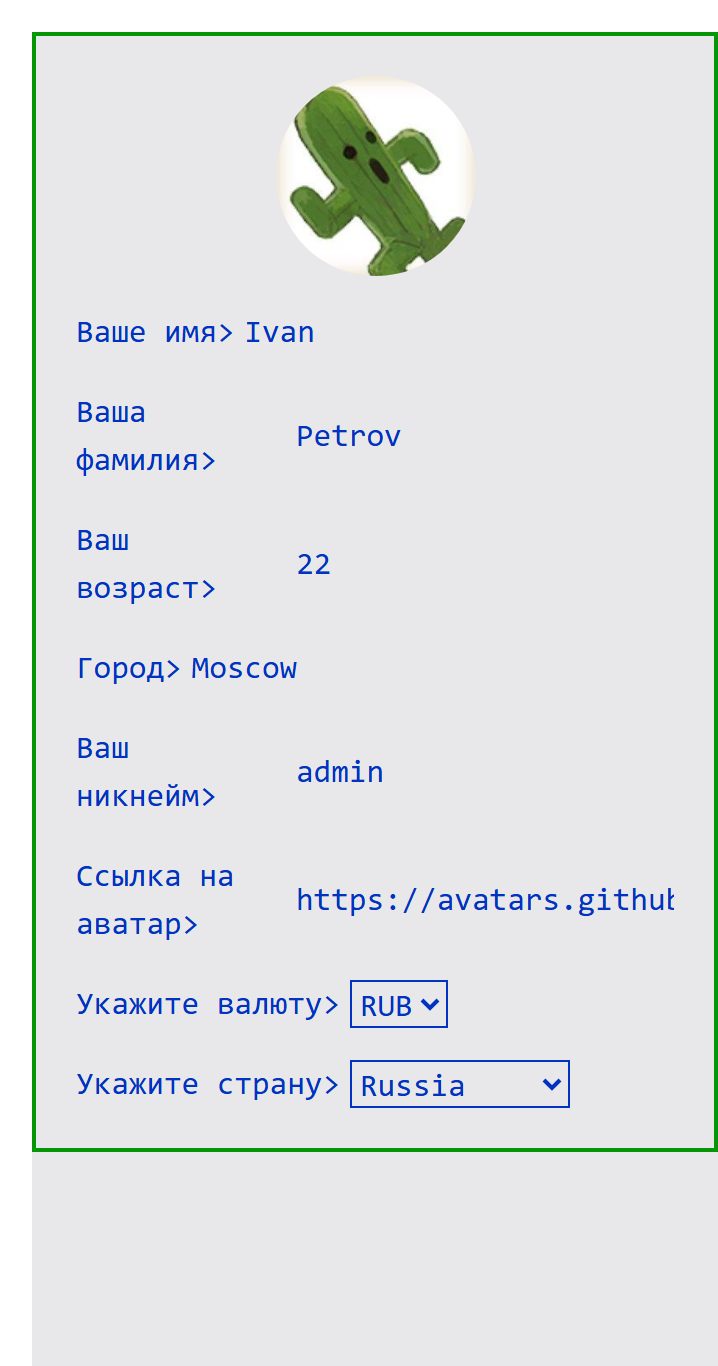 Ваше имя> Ivan
Ваша
фамилия>
Petrov
Ваш
возраст>
22
Город> Moscow
Ваш
никнейм>
admin
Ссылка на
аватар>
https://avatars.github
Укажите валюту> RUB
Укажите страну> Russia